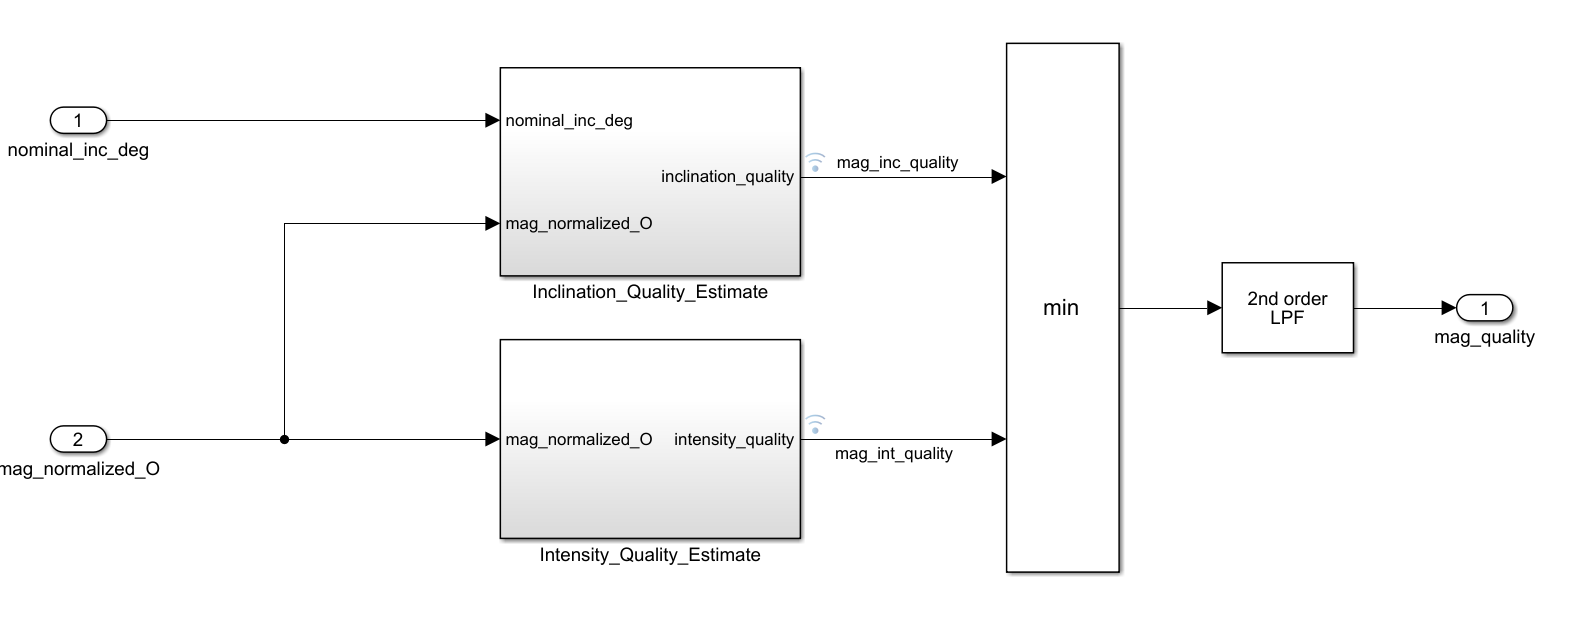 1
nominal_inc_deg
nominal_inc_deg
inclination_quality
mag_normalized_O
Inclination_Quality_Estimate
mag_inc_quality
2
mag_normalized_O
mag_normalized_O
intensity_quality
Intensity_Quality_Estimate
mag_int_quality
min
2nd order
LPF
1
mag_quality